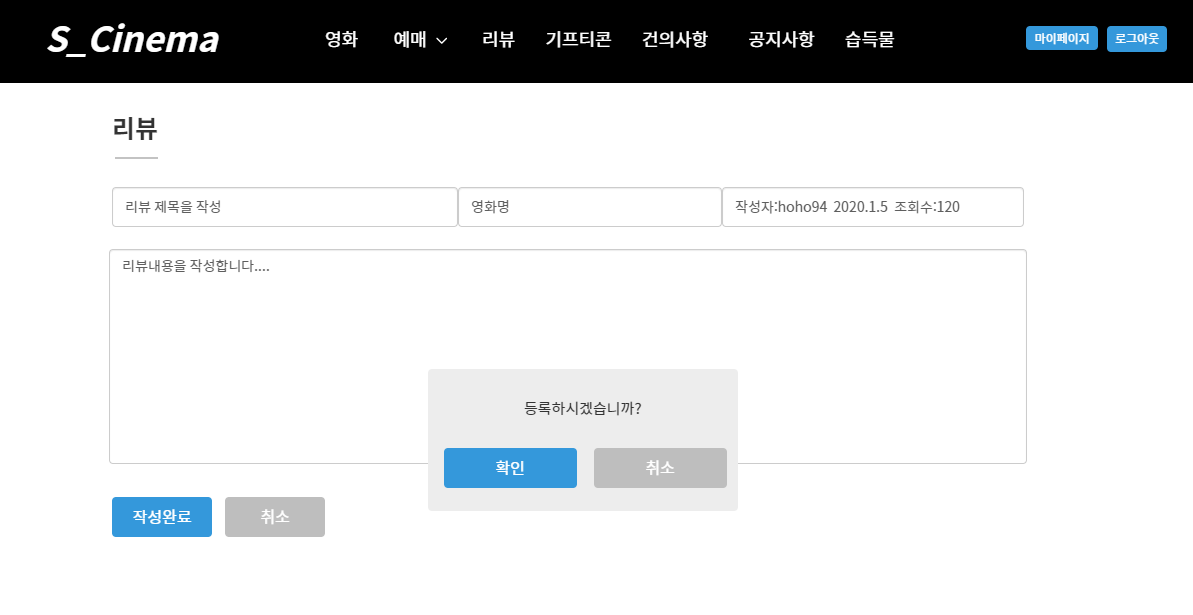 S_Cinema 영화 예매 리뷰 기프티콘 건의사항 공지사항 습득물 마이페이지 로그아웃
리뷰
리뷰 제목을 작성 영화명 작성자:hoho94 2020.1.5 조회수:120
리뷰내용을 작성합니다....
등록하시겠습니까?
확인 취소
작성완료 취소